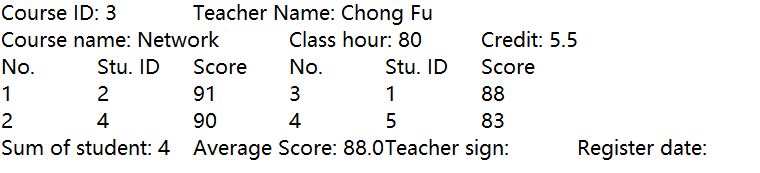 Course ID: 3 Teacher Name: Chong Fu
Course name: Network Class hour: 80 Credit: 5.5
No. Stu. ID Score No. Stu. ID Score
1 2 91 3 1 88
2 4 90 4 5 83
Sum of student: 4 Average Score: 88.0Teacher sign: Register date: